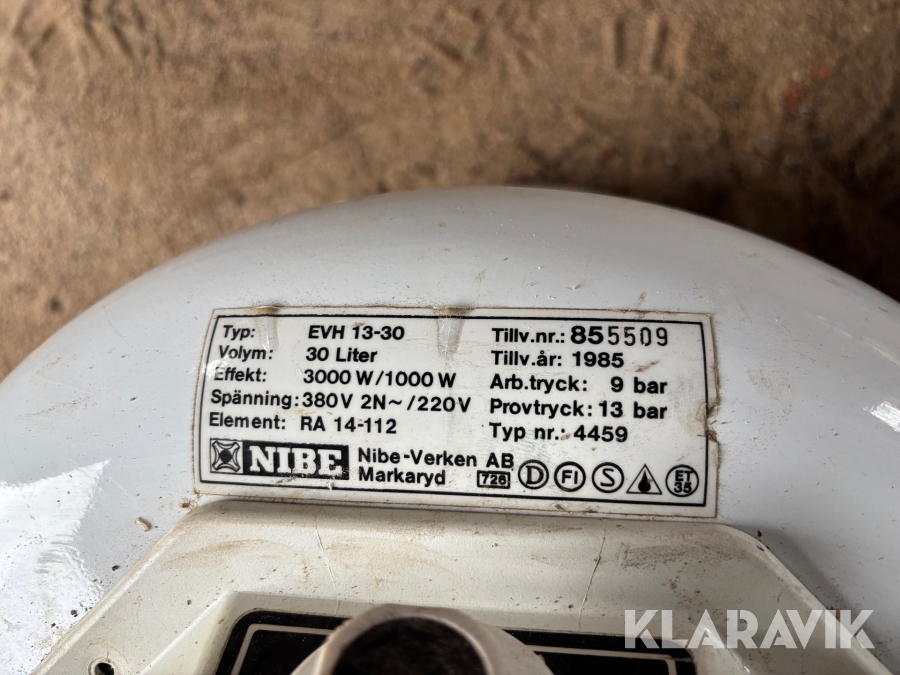 Typ: EVH 13-30
Volym: 30 Liter
Effekt: 3000 W/1000 W
Spänning: 380V 2N~/220V
Element: RA 14-112
Tillv.nr.: 855509
Tillv.år: 1985
Arb.tryck: 9 bar
Provtryck: 13 bar
Typ nr.: 4459
NIBE
Nibe-Verken AB
Markaryd
726 D FI S ET 35
KLARAVIK